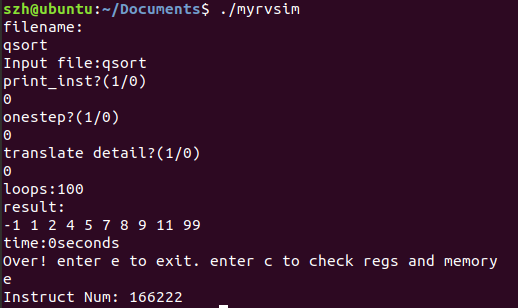 szh@ubuntu:~/Documents$ ./myrvsim
filename:
qsort
Input file:qsort
print_inst?(1/0)
0
onestep?(1/0)
0
translate detail?(1/0)
0
loops:100
result:
-1 1 2 4 5 7 8 9 11 99
time:0seconds
Over! enter e to exit. enter c to check regs and memory
e
Instruct Num: 166222